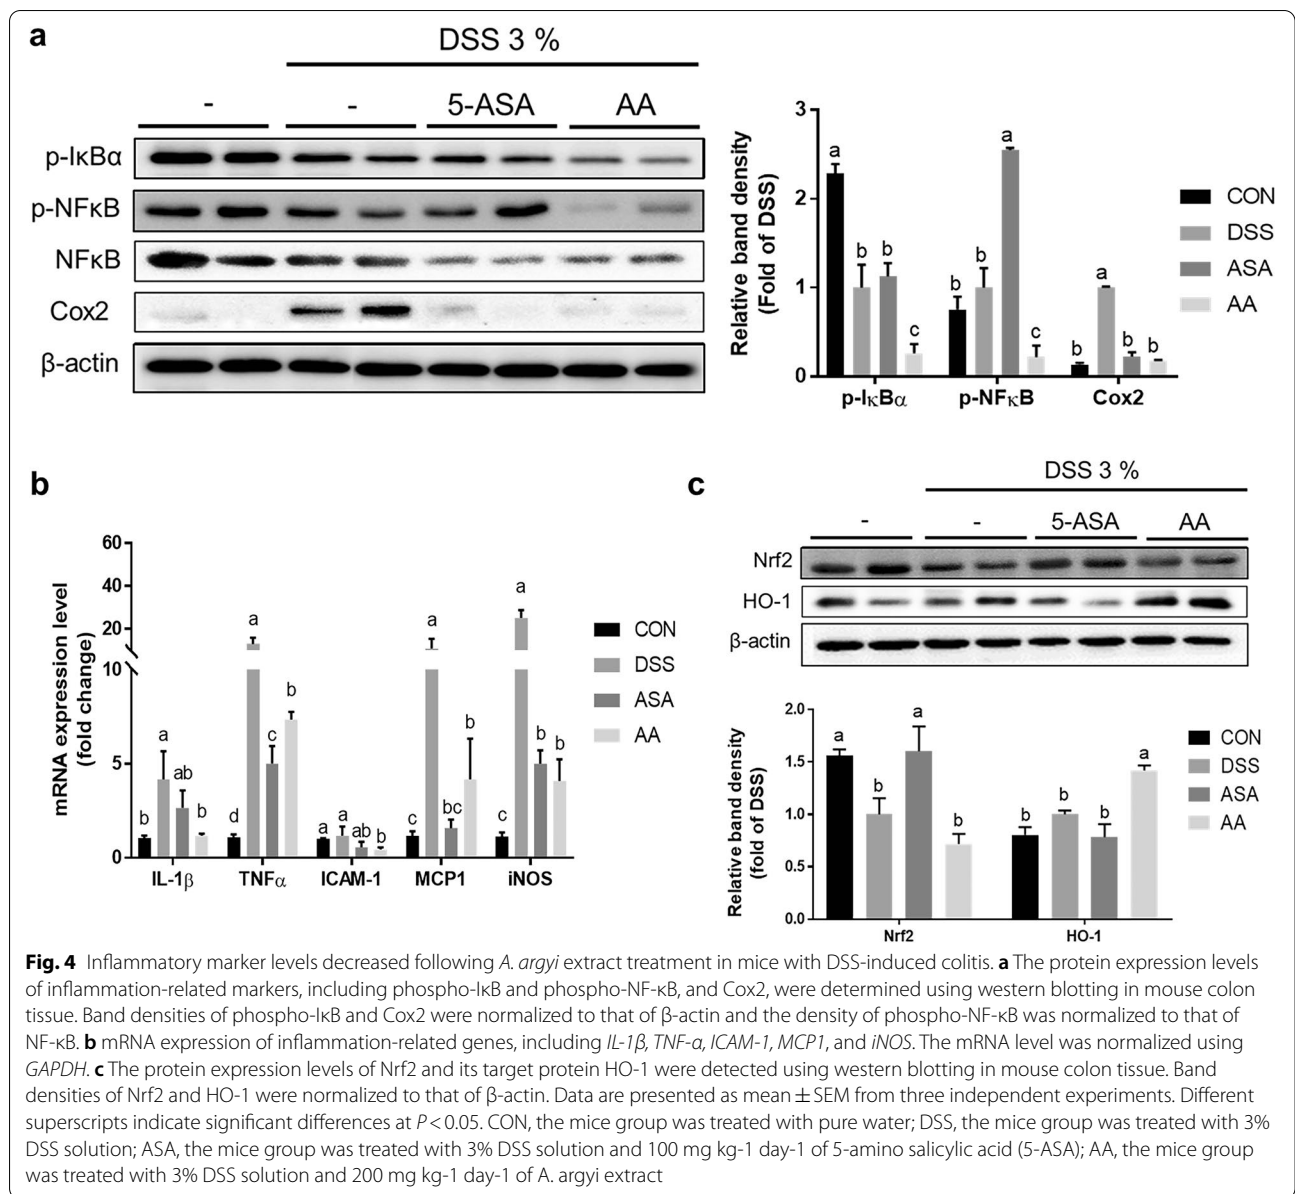 a
DSS 3 %
- - 5-ASA AA
p-IκBα
p-NFκB
NFκB
Cox2
β-actin
Relative band density
(Fold of DSS)
3
2
1
0
a
b
b
c
b
b
a
c
b
a
b
b
p-IκBα p-NFκB Cox2
CON
DSS
ASA
AA
b
mRNA expression level
(fold change)
60
40
20
10
5
0
b
a
ab
b
d
a
c
b
a
a
ab
b
c
a
bc
b
c
a
b
b
IL-1β TNFα ICAM-1 MCP1 iNOS
CON
DSS
ASA
AA
c
DSS 3 %
- - 5-ASA AA
Nrf2
HO-1
β-actin
Relative band density
(fold of DSS)
2.0
1.5
1.0
0.5
0.0
a
b
a
b
b
b
b
a
Nrf2 HO-1
CON
DSS
ASA
AA
Fig. 4 Inflammatory marker levels decreased following A. argyi extract treatment in mice with DSS-induced colitis. a The protein expression levels
of inflammation-related markers, including phospho-IκB and phospho-NF-κB, and Cox2, were determined using western blotting in mouse colon
tissue. Band densities of phospho-IκB and Cox2 were normalized to that of β-actin and the density of phospho-NF-κB was normalized to that of
NF-κB. b mRNA expression of inflammation-related genes, including IL-1β, TNF-α, ICAM-1, MCP1, and iNOS. The mRNA level was normalized using
GAPDH. c The protein expression levels of Nrf2 and its target protein HO-1 were detected using western blotting in mouse colon tissue. Band
densities of Nrf2 and HO-1 were normalized to that of β-actin. Data are presented as mean ± SEM from three independent experiments. Different
superscripts indicate significant differences at P < 0.05. CON, the mice group was treated with pure water; DSS, the mice group was treated with 3%
DSS solution; ASA, the mice group was treated with 3% DSS solution and 100 mg kg-1 day-1 of 5-amino salicylic acid (5-ASA); AA, the mice group
was treated with 3% DSS solution and 200 mg kg-1 day-1 of A. argyi extract